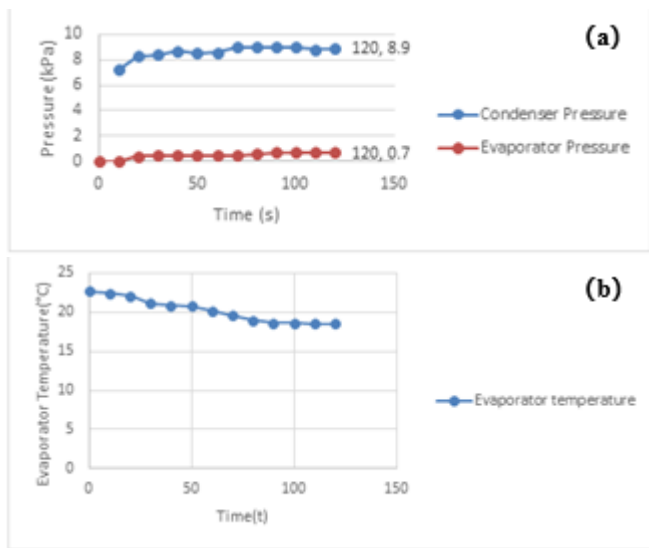 (a)
Pressure (kPa)
10
8
6
4
2
0
120, 8.9
120, 0.7
Condenser Pressure
Evaporator Pressure
0
50
100
150
Time (s)
(b)
Evaporator Temperature(°C)
25
20
15
10
5
0
Evaporator temperature
0
50
100
150
Time(t)